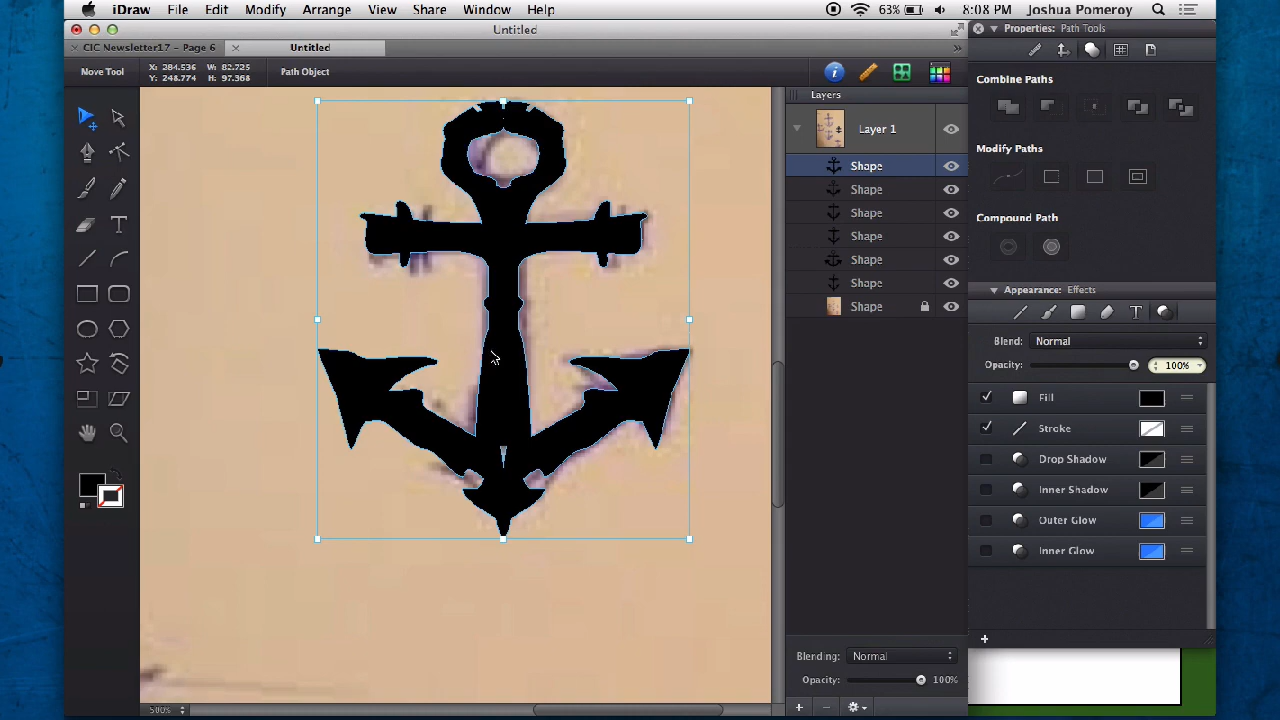 iDraw File Edit Modify Arrange View Share Window Help 63% 8:08 PM Joshua Pomeroy
Untitled
CIC Newsletter17 - Page 6 Untitled
Move Tool X: 284.536 W: 82.725 Path Object
Y: 248.774 H: 97.368
Layers
Layer 1
Shape
Shape
Shape
Shape
Shape
Shape
Shape
Blending: Normal
Opacity: 100%
500%
Properties: Path Tools
Combine Paths
Modify Paths
Compound Path
Appearance: Effects
Blend: Normal
Opacity: 100%
Fill
Stroke
Drop Shadow
Inner Shadow
Outer Glow
Inner Glow